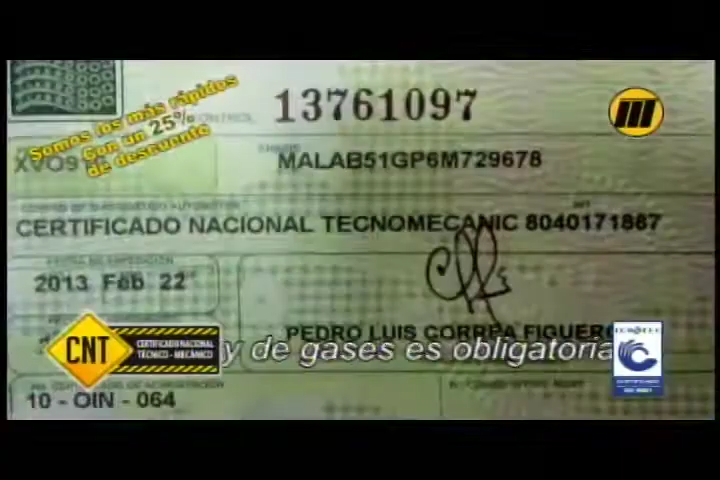 Somos los más rápidos
Con un 25%
de descuento
13761097
MALAB51GP6M729678
CERTIFICADO NACIONAL TECNOMECANIC 8040171887
2013 Feb 22
PEDRO LUIS CORREA FIGUERO
CNT
CERTIFICADO NACIONAL
TÉCNICO - MECÁNICO
y de gases es obligatoria
10 - OIN - 064